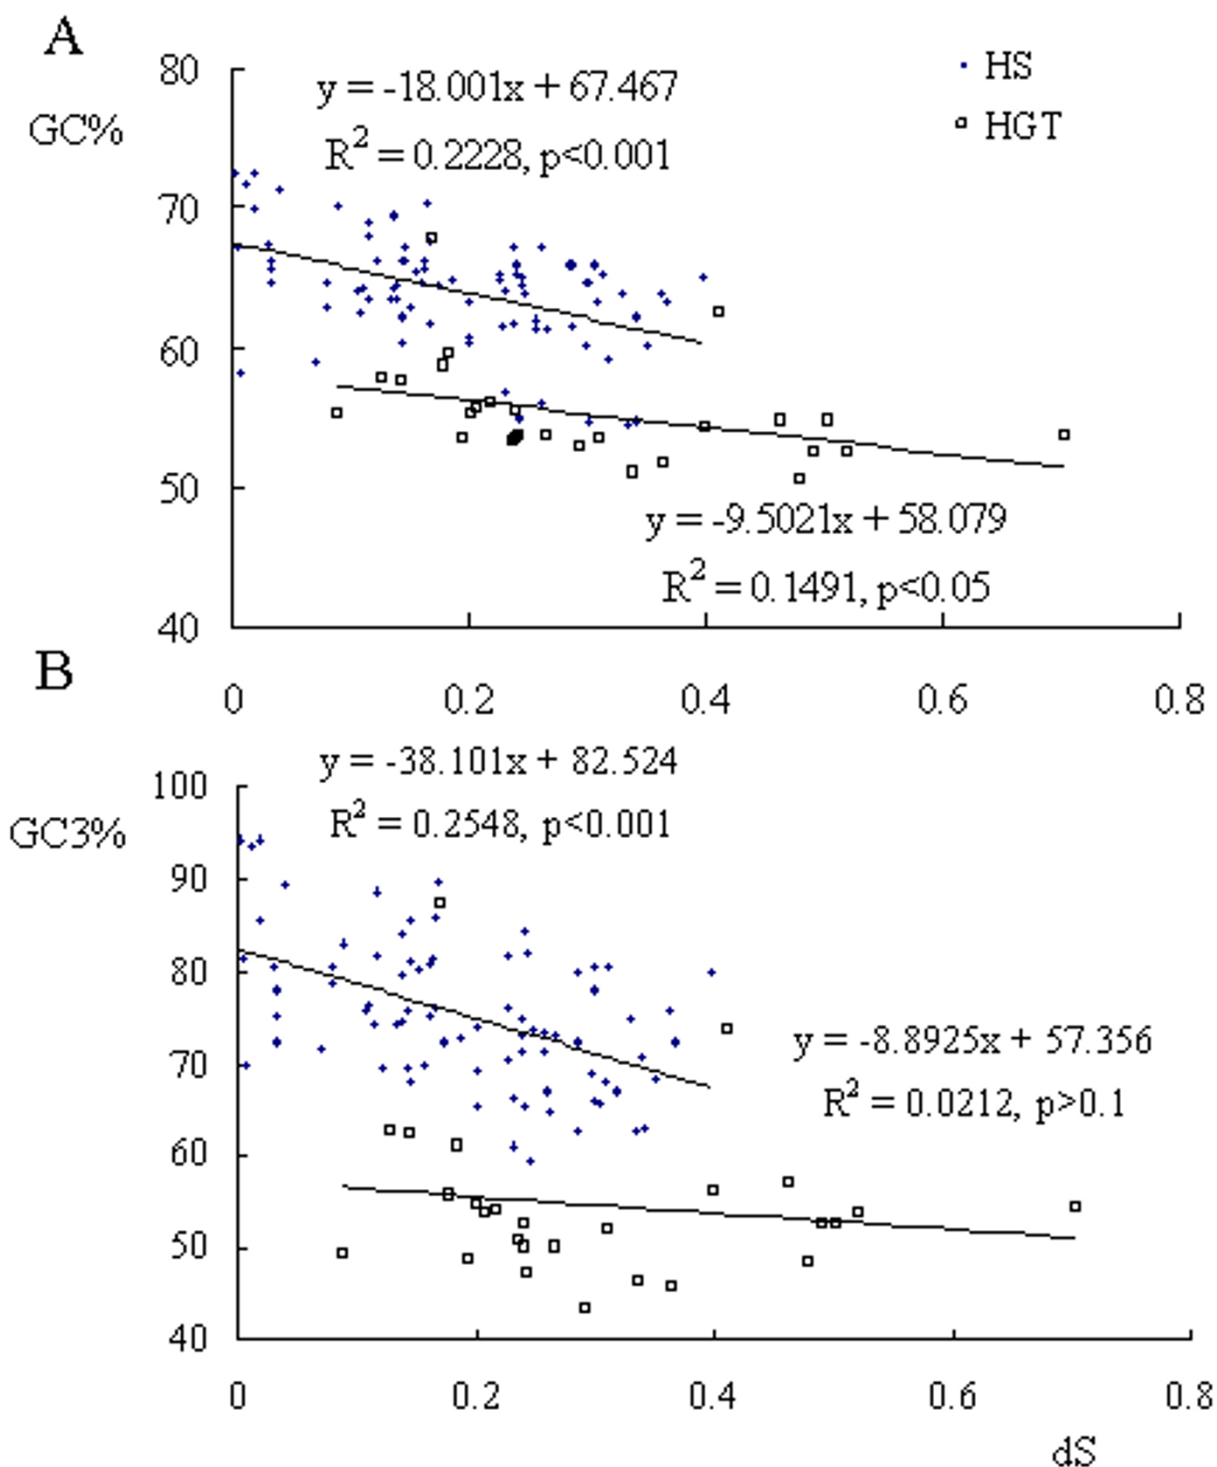 A
GC%
80
70
60
50
40
y = -18.001x + 67.467
R² = 0.2228, p<0.001
HS
HGT
y = -9.5021x + 58.079
R² = 0.1491, p<0.05
0 0.2 0.4 0.6 0.8
B
GC3%
100
90
80
70
60
50
40
y = -38.101x + 82.524
R² = 0.2548, p<0.001
y = -8.8925x + 57.356
R² = 0.0212, p>0.1
0 0.2 0.4 0.6 0.8
dS